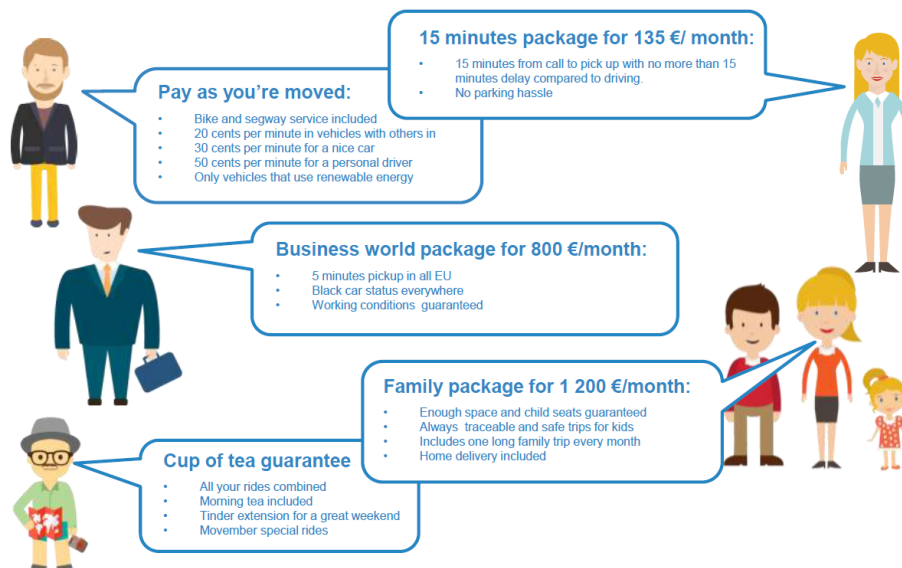 15 minutes package for 135 €/ month:
• 15 minutes from call to pick up with no more than 15
minutes delay compared to driving.
• No parking hassle
Pay as you’re moved:
• Bike and segway service included
• 20 cents per minute in vehicles with others in
• 30 cents per minute for a nice car
• 50 cents per minute for a personal driver
• Only vehicles that use renewable energy
Business world package for 800 €/month:
• 5 minutes pickup in all EU
• Black car status everywhere
• Working conditions guaranteed
Family package for 1 200 €/month:
• Enough space and child seats guaranteed
• Always traceable and safe trips for kids
• Includes one long family trip every month
• Home delivery included
Cup of tea guarantee
• All your rides combined
• Morning tea included
• Tinder extension for a great weekend
• Movember special rides